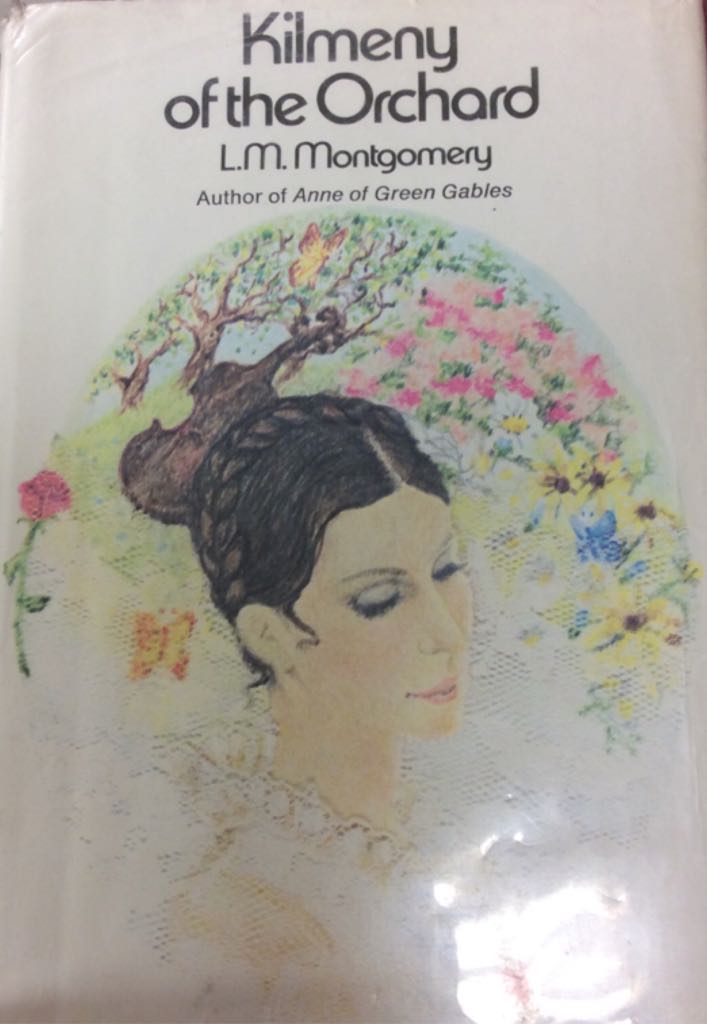 Kilmeny
of the Orchard
L.M. Montgomery
Author of Anne of Green Gables